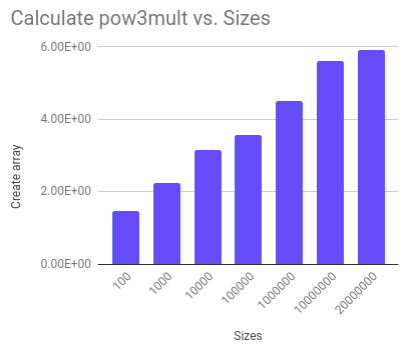 Calculate pow3mult vs. Sizes
6.00E+00
4.00E+00
2.00E+00
0.00E+00
Create array
100
1000
10000
100000
1000000
10000000
20000000
Sizes